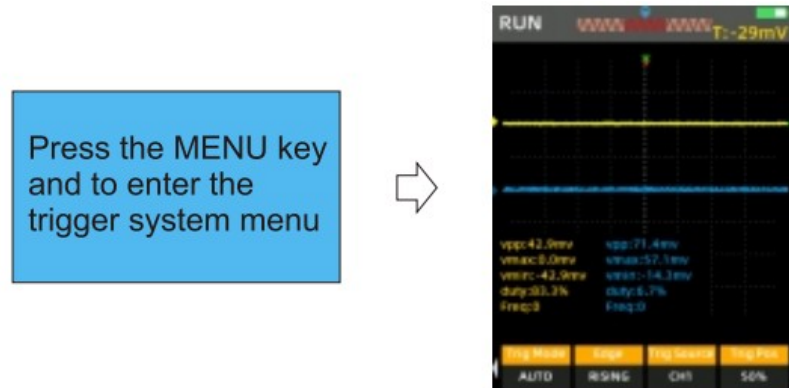 Press the MENU key
and to enter the
trigger system menu
RUN
T:-29mV
vpp:42.9mv vpp:71.4mv
vmax:0.0mv vmax:57.1mv
vmin:-42.9mv vmin:-14.3mv
duty:83.3% duty:6.7%
Freq:0 Freq:0
Trig Mode Edge Trig Source Trig Pos
AUTO RISING CH1 50%